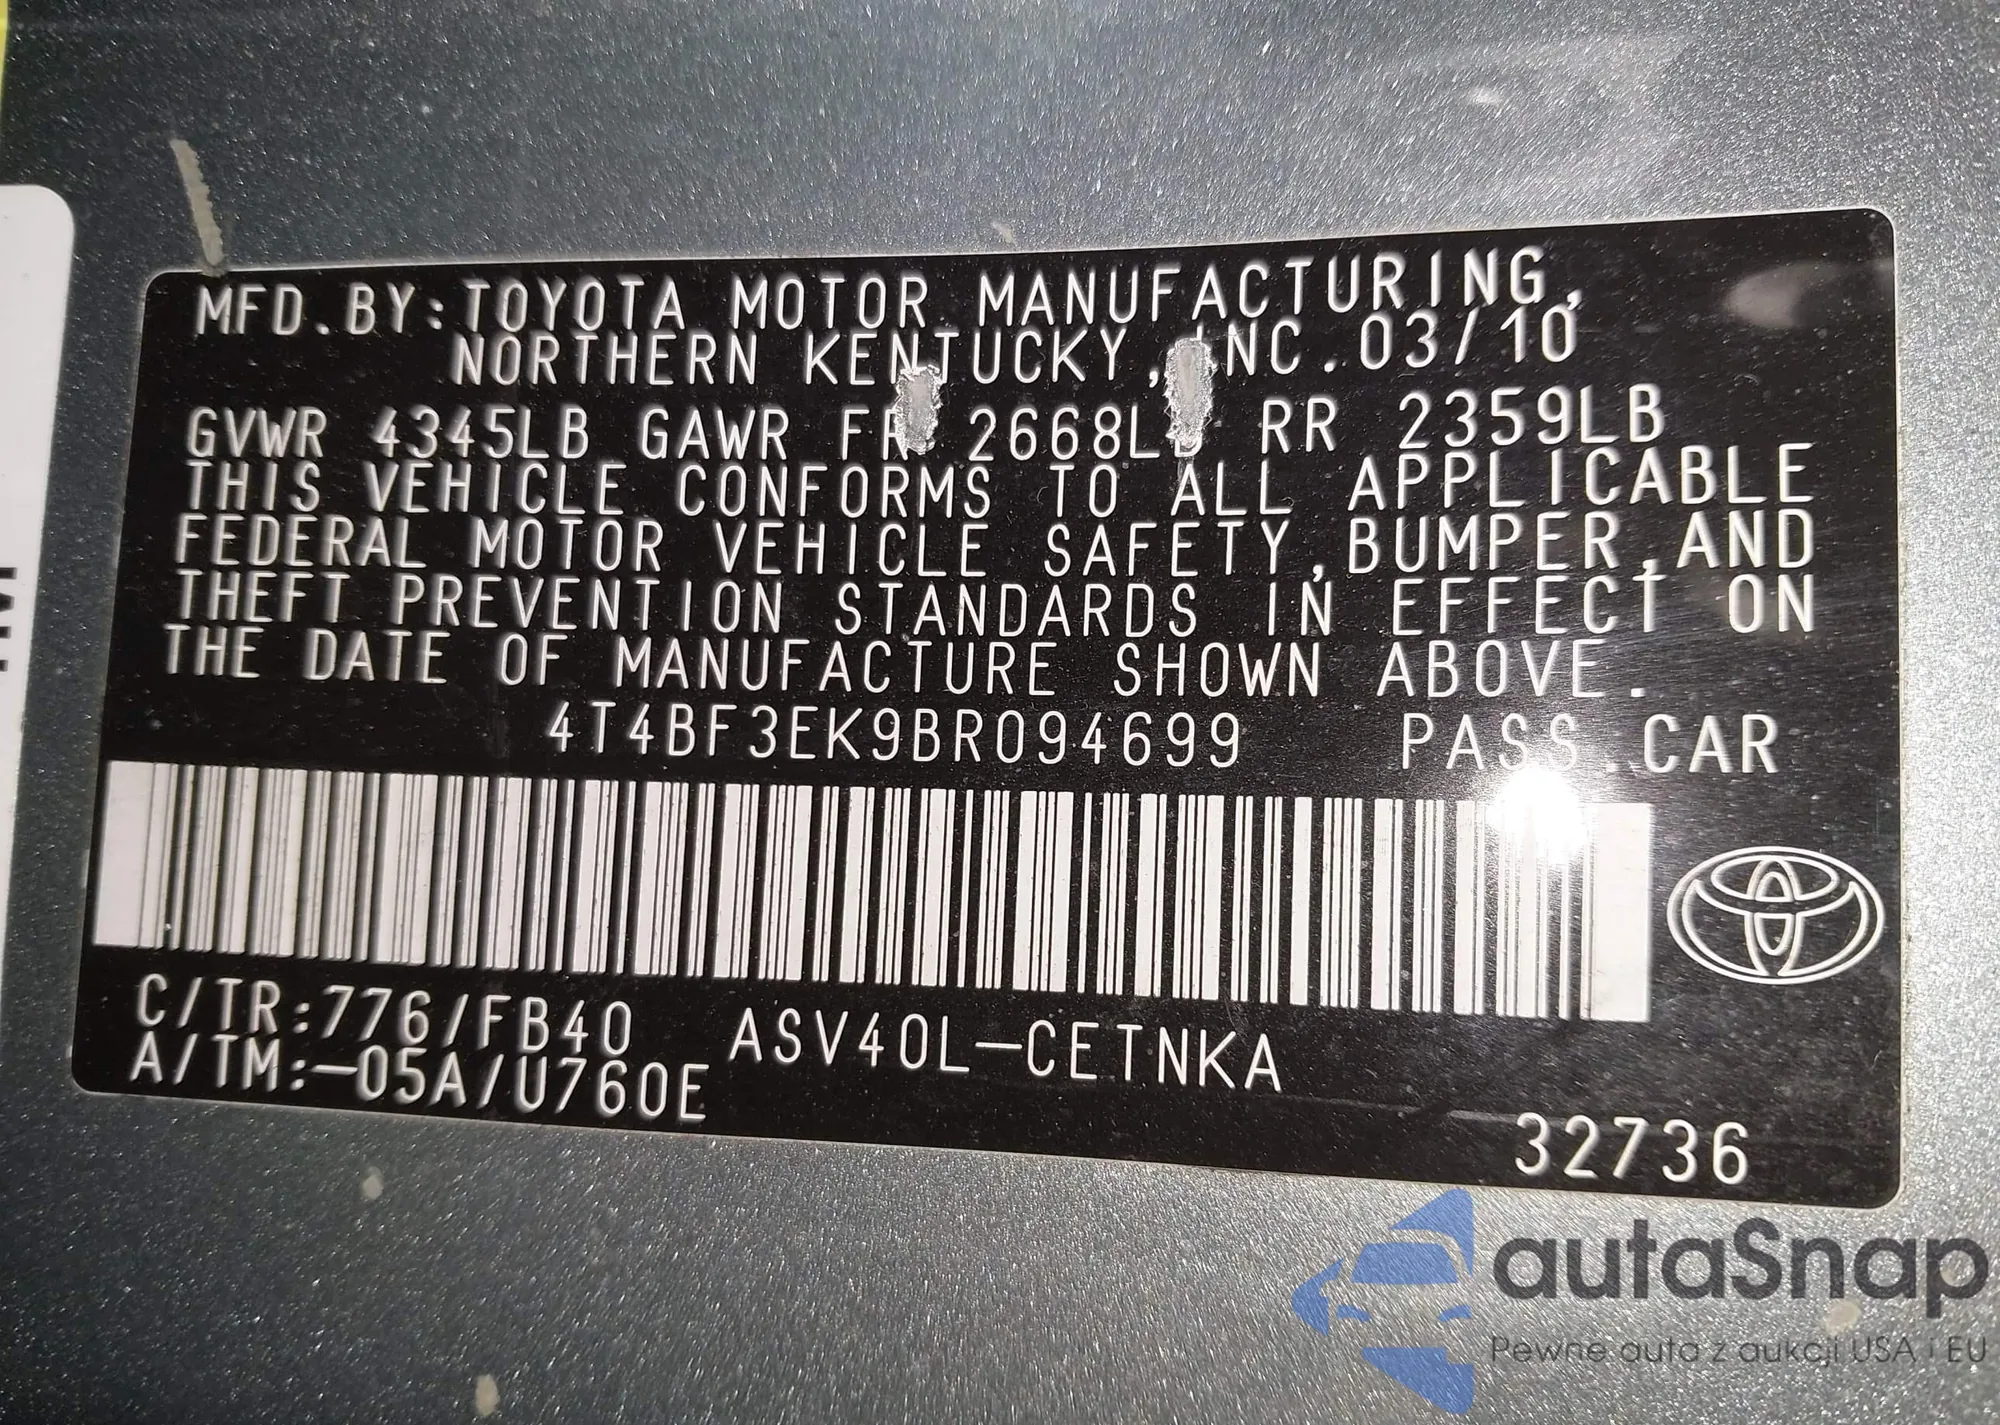 MFD.BY:TOYOTA MOTOR MANUFACTURING,
NORTHERN KENTUCKY, INC.03/10
GVWR 4345LB GAWR FR 2668LB RR 2359LB
THIS VEHICLE CONFORMS TO ALL APPLICABLE
FEDERAL MOTOR VEHICLE SAFETY,BUMPER,AND
THEFT PREVENTION STANDARDS IN EFFECT ON
THE DATE OF MANUFACTURE SHOWN ABOVE.
4T4BF3EK9BR094699 PASS.CAR
C/TR:776/FB40 ASV40L-CETNKA
A/TM:-05A/U760E
32736
autaSnap
Pewne auta z aukcji USA i EU